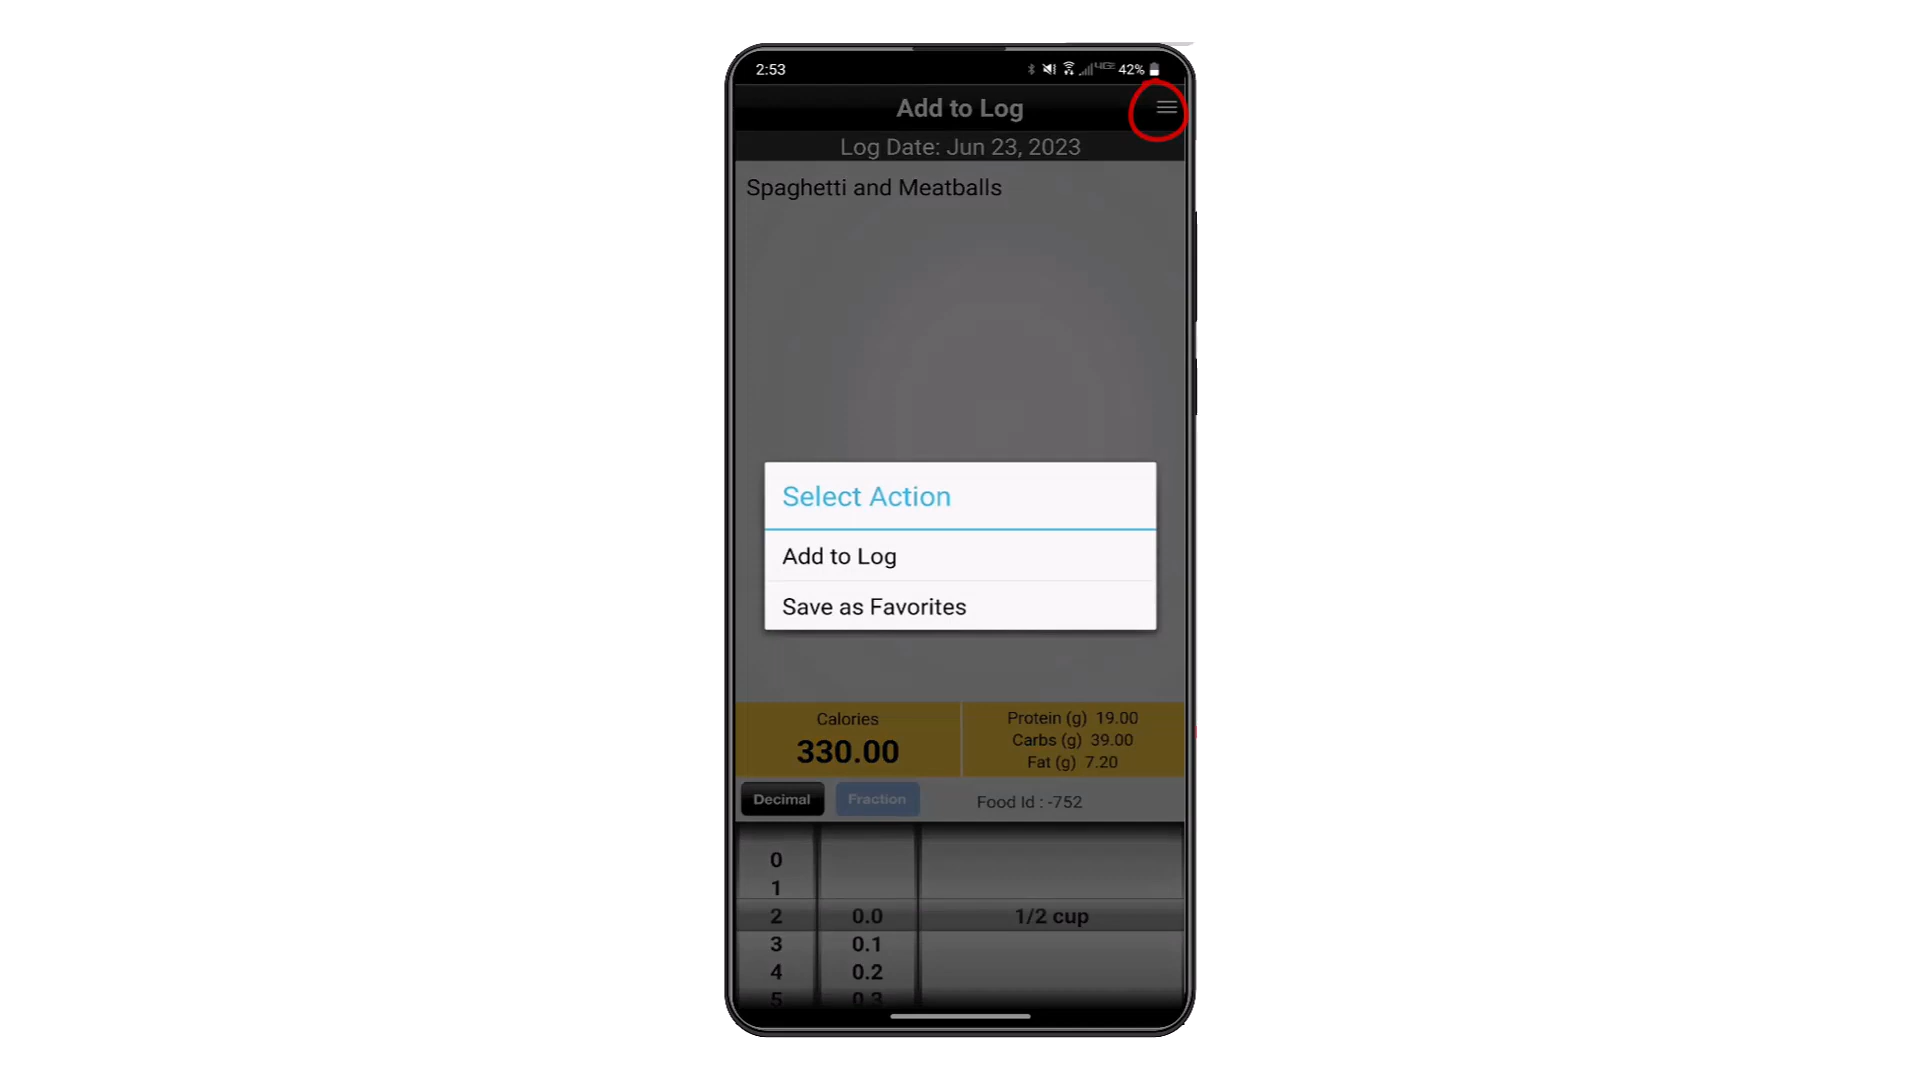 2:53 42%
Add to Log
Log Date: Jun 23, 2023
Spaghetti and Meatballs
Select Action
Add to Log
Save as Favorites
Calories
330.00
Protein (g) 19.00
Carbs (g) 39.00
Fat (g) 7.20
Decimal Fraction Food Id : -752
0
1
2 0.0 1/2 cup
3 0.1
4 0.2
5 0.3